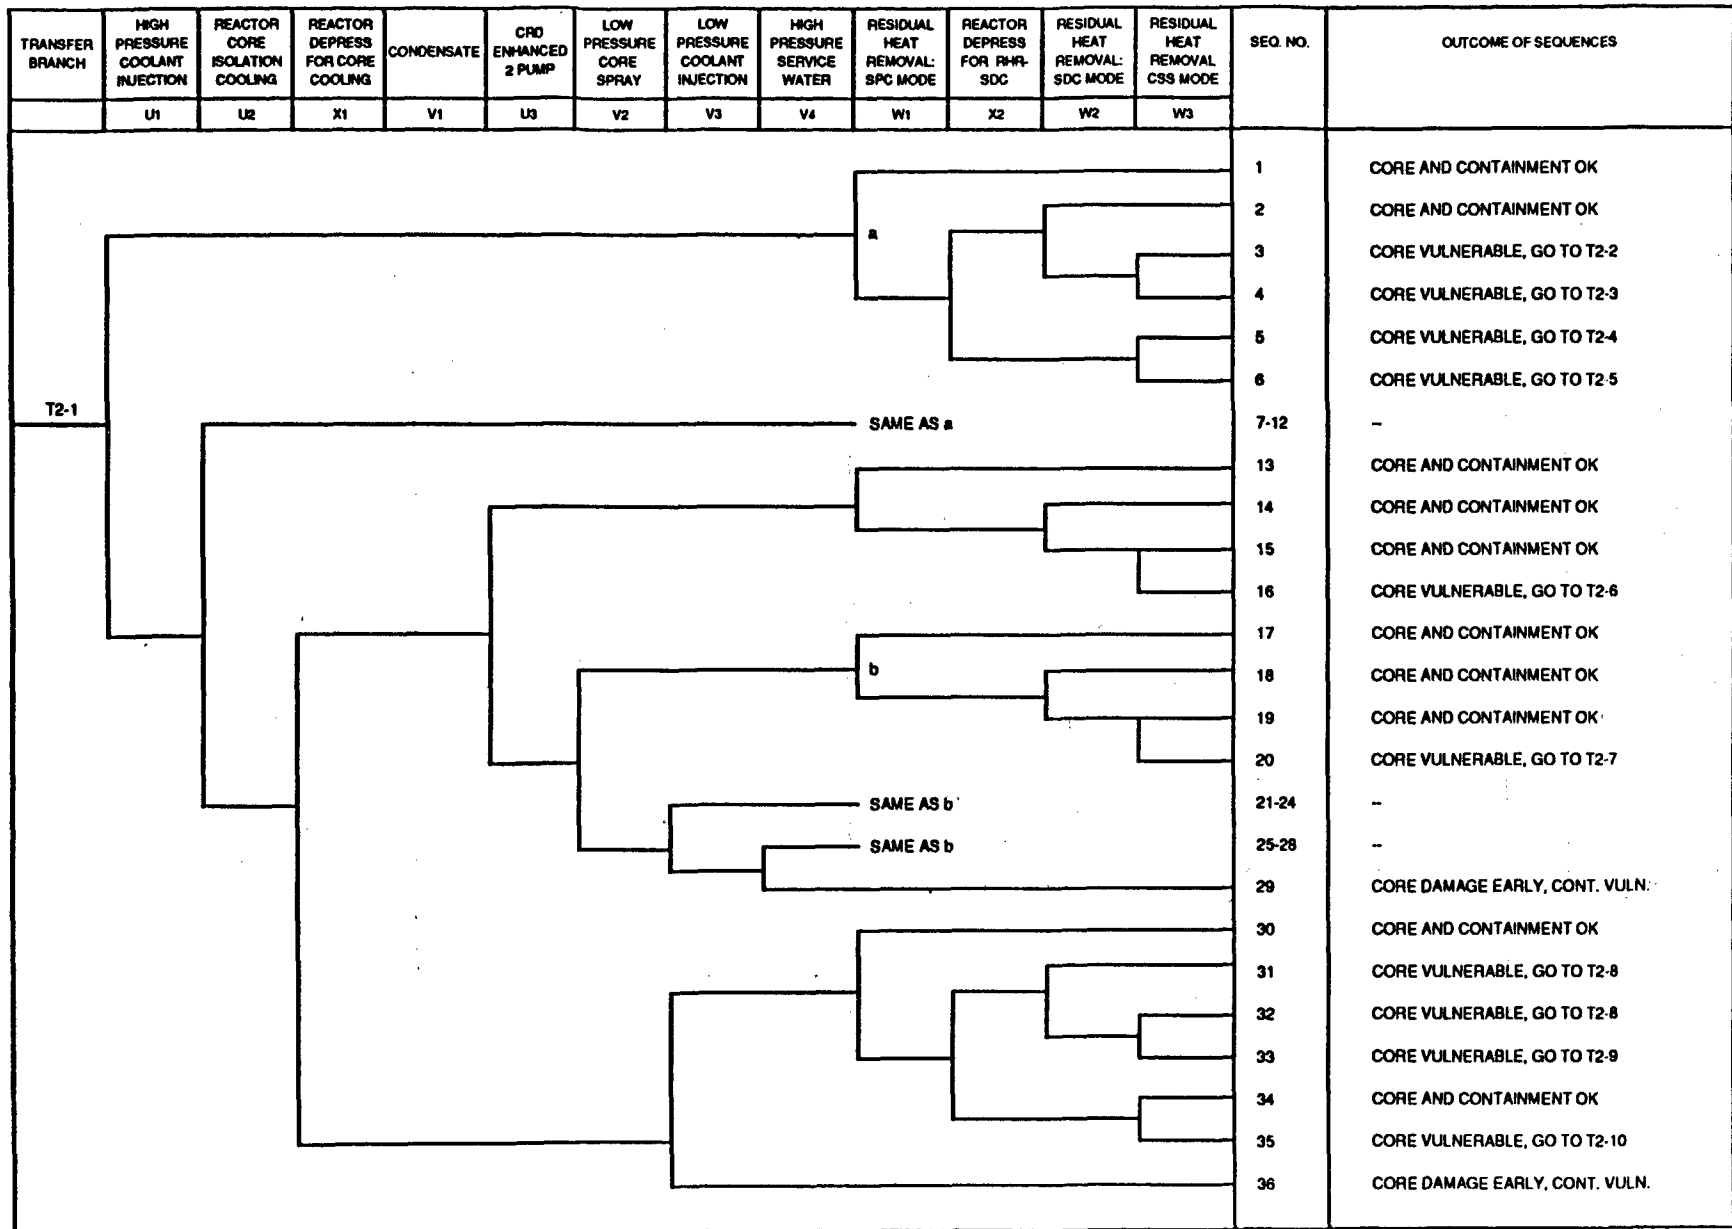 TRANSFER BRANCH
HIGH PRESSURE COOLANT INJECTION
REACTOR CORE ISOLATION COOLING
REACTOR DEPRESS FOR CORE COOLING
CONDENSATE
CRD ENHANCED 2 PUMP
LOW PRESSURE CORE SPRAY
LOW PRESSURE COOLANT INJECTION
HIGH PRESSURE SERVICE WATER
RESIDUAL HEAT REMOVAL: SPC MODE
REACTOR DEPRESS FOR RHR-SDC
RESIDUAL HEAT REMOVAL: SDC MODE
RESIDUAL HEAT REMOVAL CSS MODE
SEQ. NO.
OUTCOME OF SEQUENCES
U1 U2 X1 V1 U3 V2 V3 V4 W1 X2 W2 W3
1 CORE AND CONTAINMENT OK
2 CORE AND CONTAINMENT OK
a
3 CORE VULNERABLE, GO TO T2-2
4 CORE VULNERABLE, GO TO T2-3
5 CORE VULNERABLE, GO TO T2-4
6 CORE VULNERABLE, GO TO T2-5
T2-1
SAME AS a 7-12 --
13 CORE AND CONTAINMENT OK
14 CORE AND CONTAINMENT OK
15 CORE AND CONTAINMENT OK
16 CORE VULNERABLE, GO TO T2-6
17 CORE AND CONTAINMENT OK
b 18 CORE AND CONTAINMENT OK
19 CORE AND CONTAINMENT OK
20 CORE VULNERABLE, GO TO T2-7
SAME AS b 21-24 --
SAME AS b 25-28 --
29 CORE DAMAGE EARLY, CONT. VULN.
30 CORE AND CONTAINMENT OK
31 CORE VULNERABLE, GO TO T2-8
32 CORE VULNERABLE, GO TO T2-8
33 CORE VULNERABLE, GO TO T2-9
34 CORE AND CONTAINMENT OK
35 CORE VULNERABLE, GO TO T2-10
36 CORE DAMAGE EARLY, CONT. VULN.